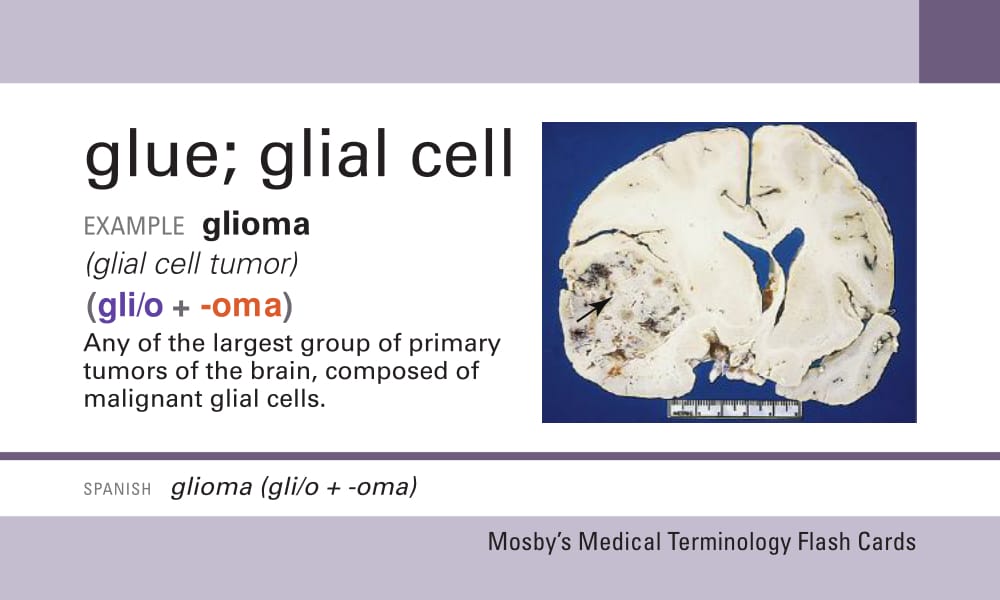 glue; glial cell
EXAMPLE glioma
(glial cell tumor)
(gli/o + -oma)
Any of the largest group of primary
tumors of the brain, composed of
malignant glial cells.
SPANISH glioma (gli/o + -oma)
Mosby's Medical Terminology Flash Cards